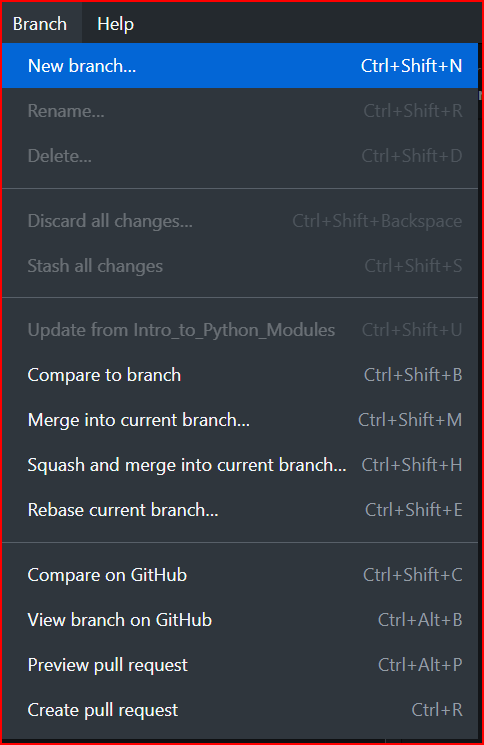 Branch Help
New branch... Ctrl+Shift+N
Rename... Ctrl+Shift+R
Delete... Ctrl+Shift+D
Discard all changes... Ctrl+Shift+Backspace
Stash all changes Ctrl+Shift+S
Update from Intro_to_Python_Modules Ctrl+Shift+U
Compare to branch Ctrl+Shift+B
Merge into current branch... Ctrl+Shift+M
Squash and merge into current branch... Ctrl+Shift+H
Rebase current branch... Ctrl+Shift+E
Compare on GitHub Ctrl+Shift+C
View branch on GitHub Ctrl+Alt+B
Preview pull request Ctrl+Alt+P
Create pull request Ctrl+R